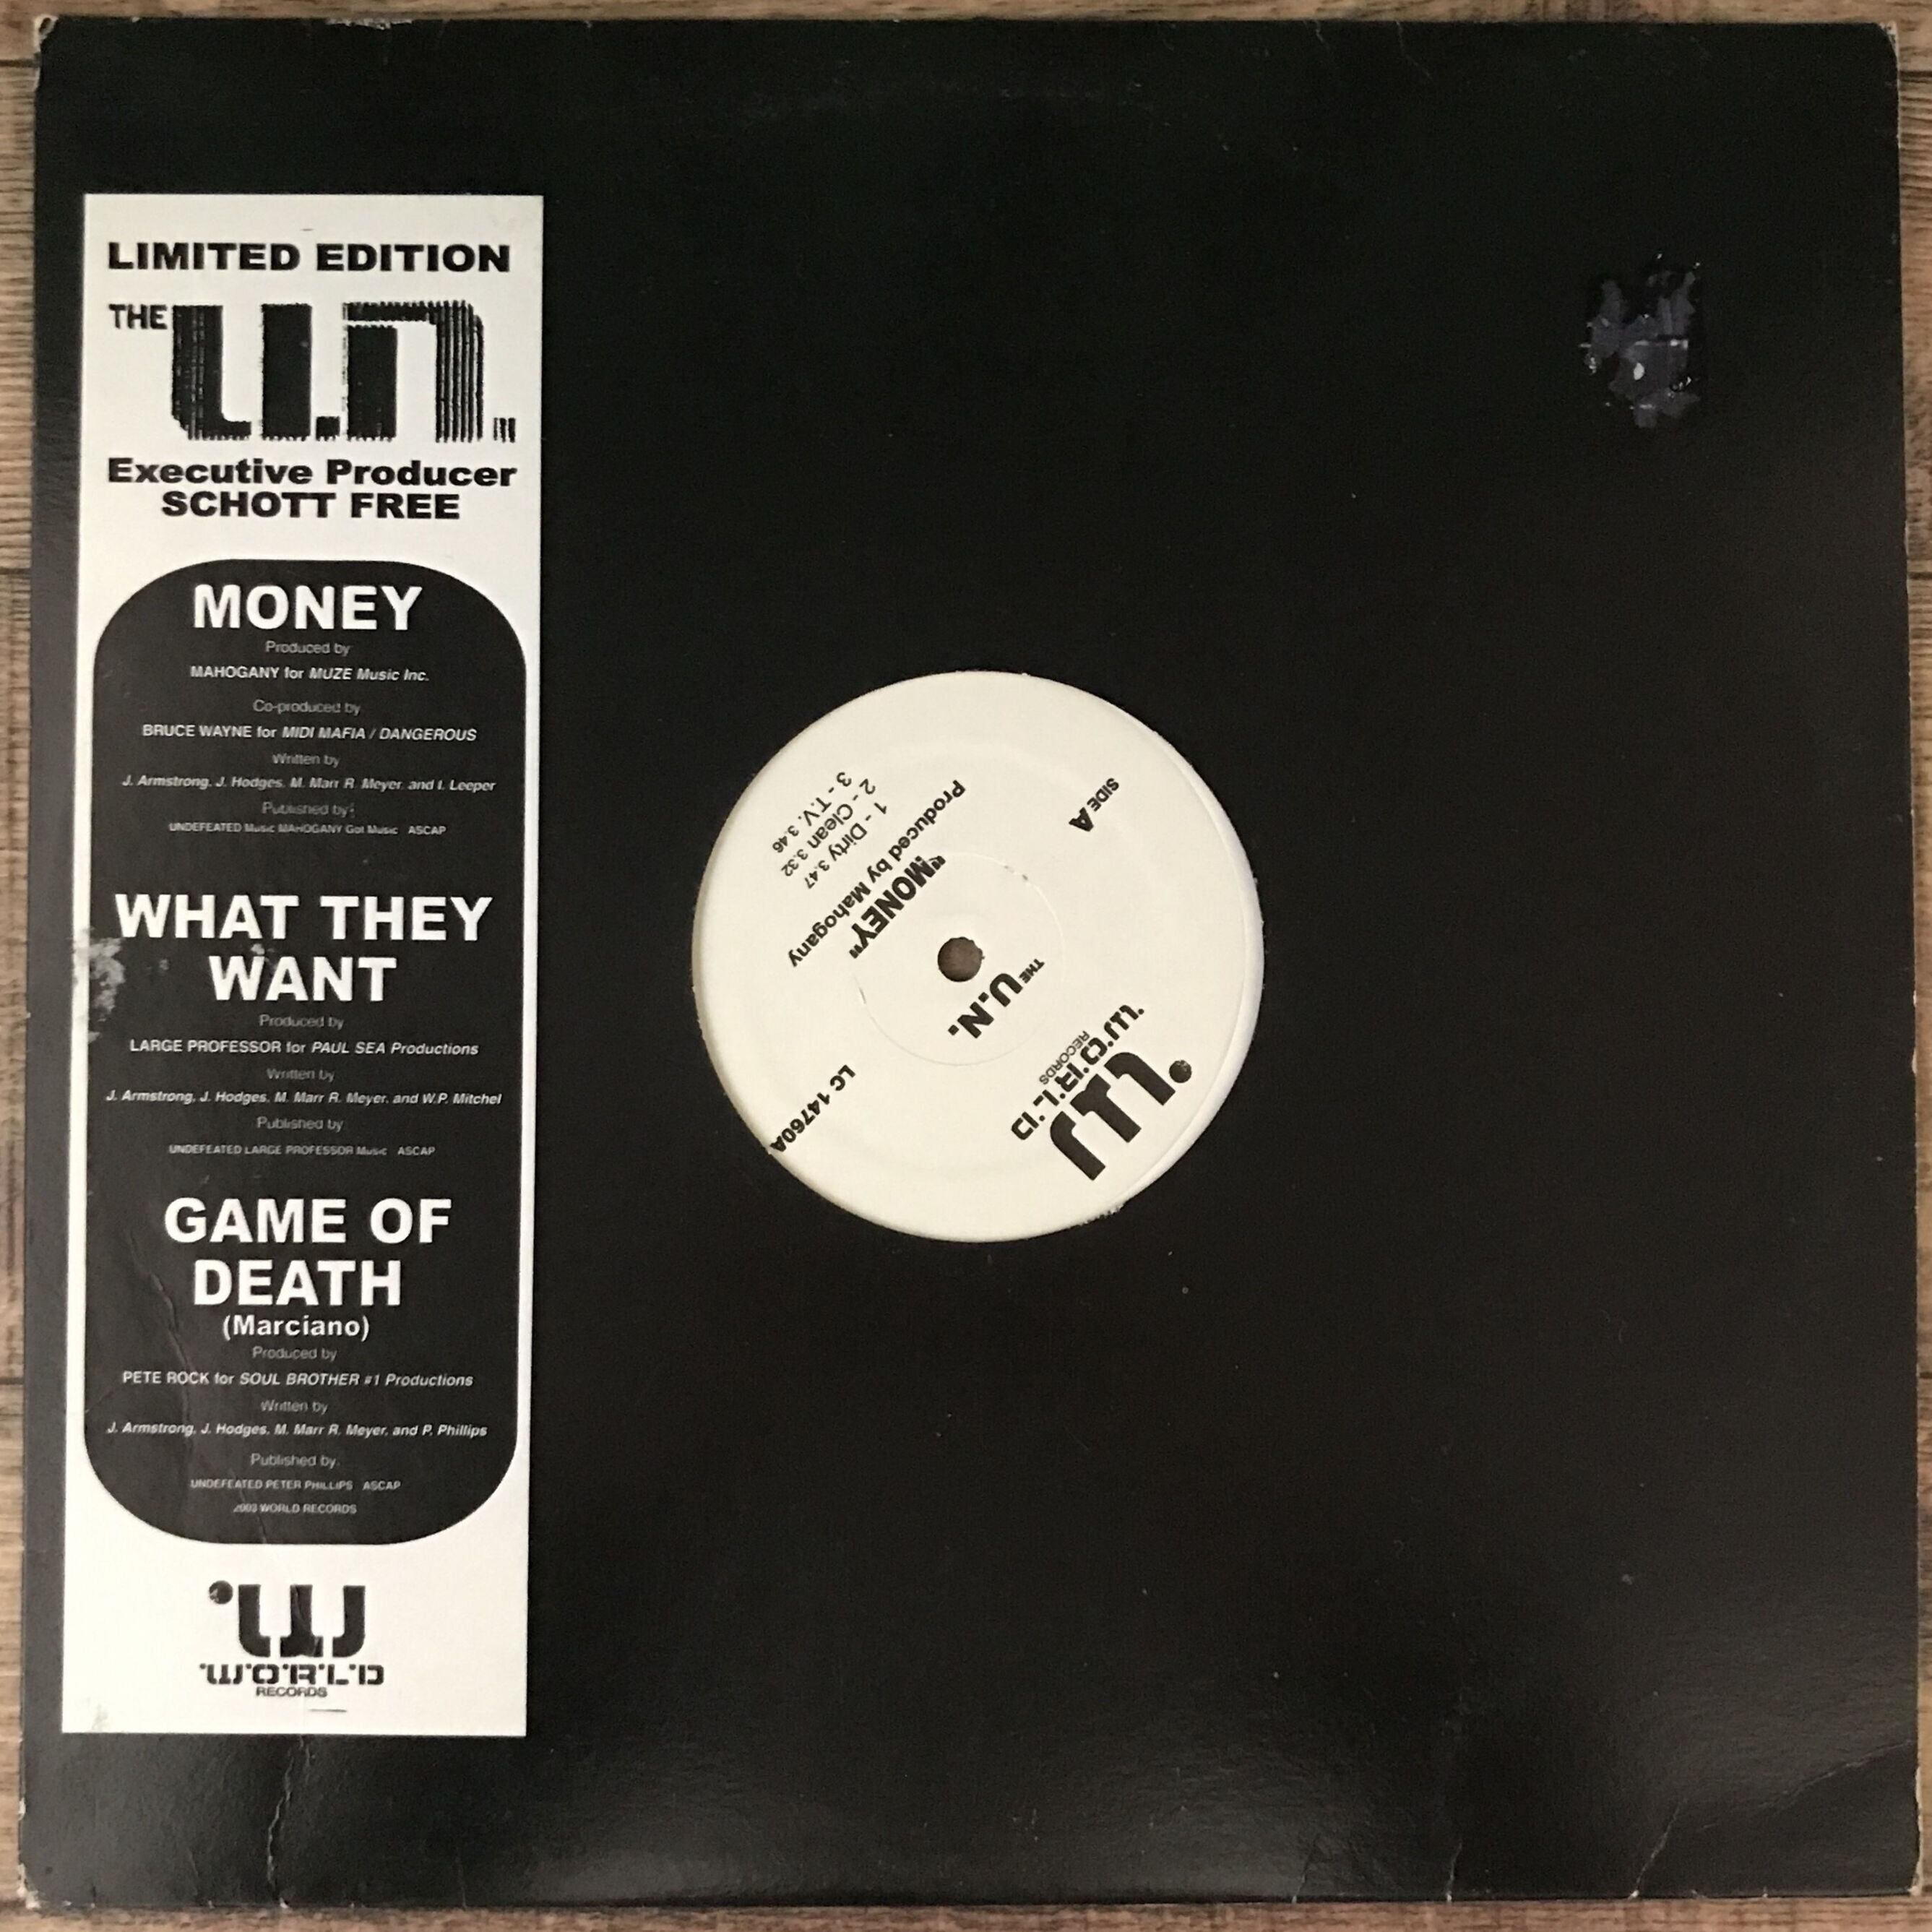 LIMITED EDITION
THE U.N.
Executive Producer
SCHOTT FREE
MONEY
Produced by
MAHOGANY for MUZE Music Inc.
Co-produced by
BRUCE WAYNE for MIDI MAFIA / DANGEROUS
Written by
J. Armstrong, J. Hodges, M. Marr R. Meyer, and I. Leeper
Published by:
UNDEFEATED Music MAHOGANY Got Music ASCAP
WHAT THEY
WANT
Produced by
LARGE PROFESSOR for PAUL SEA Productions
Written by
J. Armstrong, J. Hodges, M. Marr R. Meyer, and W.P. Mitchel
Published by:
UNDEFEATED LARGE PROFESSOR Music ASCAP
GAME OF
DEATH
(Marciano)
Produced by
PETE ROCK for SOUL BROTHER #1 Productions
Written by
J. Armstrong, J. Hodges, M. Marr R. Meyer, and P. Phillips
Published by:
UNDEFEATED PETER PHILLIPS ASCAP
2003 WORLD RECORDS
W
W.O.R.L.D
RECORDS
W
W.O.R.L.D
RECORDS
SIDE A
LC 14760A
THE U.N.
"MONEY"
Produced by Mahogany
1 - Dirty 3.47
2 - Clean 3.32
3 - T.V. 3.46